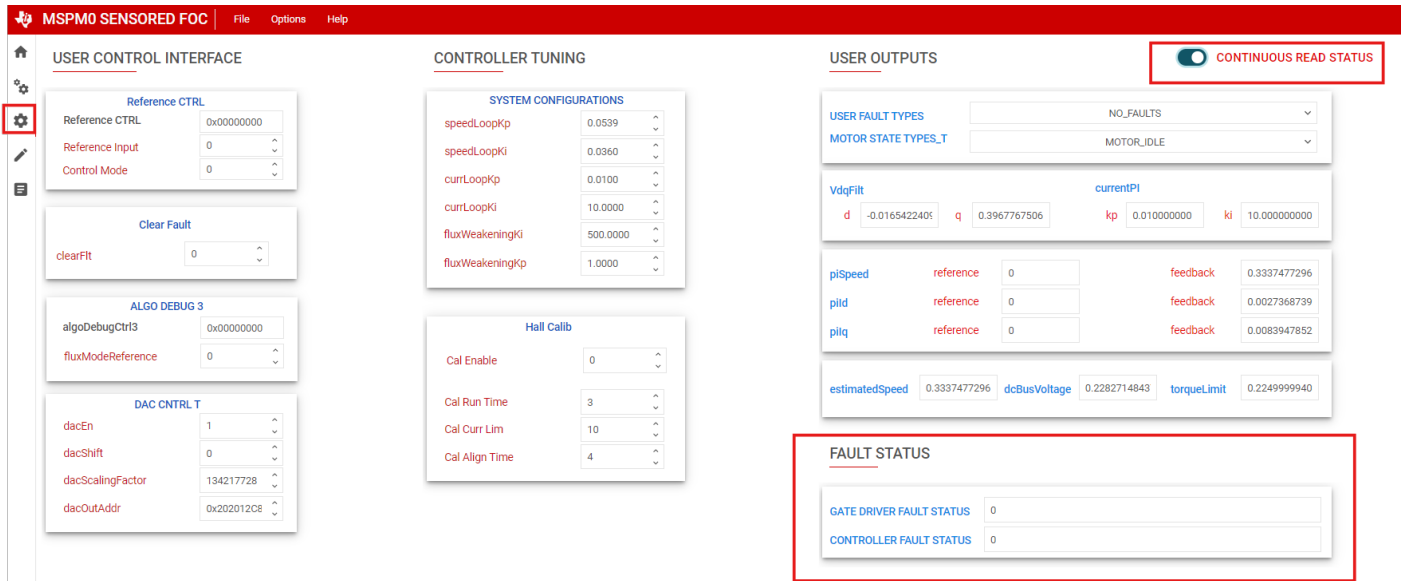 MSPM0 SENSORED FOC File Options Help
USER CONTROL INTERFACE
Reference CTRL
Reference CTRL 0x00000000
Reference Input 0
Control Mode 0
Clear Fault
clearFlt 0
ALGO DEBUG 3
algoDebugCtrl3 0x00000000
fluxModeReference 0
DAC CNTRL T
dacEn 1
dacShift 0
dacScalingFactor 134217728
dacOutAddr 0x202012C8
CONTROLLER TUNING
SYSTEM CONFIGURATIONS
speedLoopKp 0.0539
speedLoopKi 0.0360
currLoopKp 0.0100
currLoopKi 10.0000
fluxWeakeningKi 500.0000
fluxWeakeningKp 1.0000
Hall Calib
Cal Enable 0
Cal Run Time 3
Cal Curr Lim 10
Cal Align Time 4
USER OUTPUTS
CONTINUOUS READ STATUS
USER FAULT TYPES NO_FAULTS
MOTOR STATE TYPES_T MOTOR_IDLE
VdqFilt currentPI
d -0.016542409 q 0.3967767506 kp 0.010000000 ki 10.000000000
piSpeed reference 0 feedback 0.3337477296
piId reference 0 feedback 0.0027368739
piIq reference 0 feedback 0.0083947852
estimatedSpeed 0.3337477296 dcBusVoltage 0.2282714843 torqueLimit 0.2249999940
FAULT STATUS
GATE DRIVER FAULT STATUS 0
CONTROLLER FAULT STATUS 0